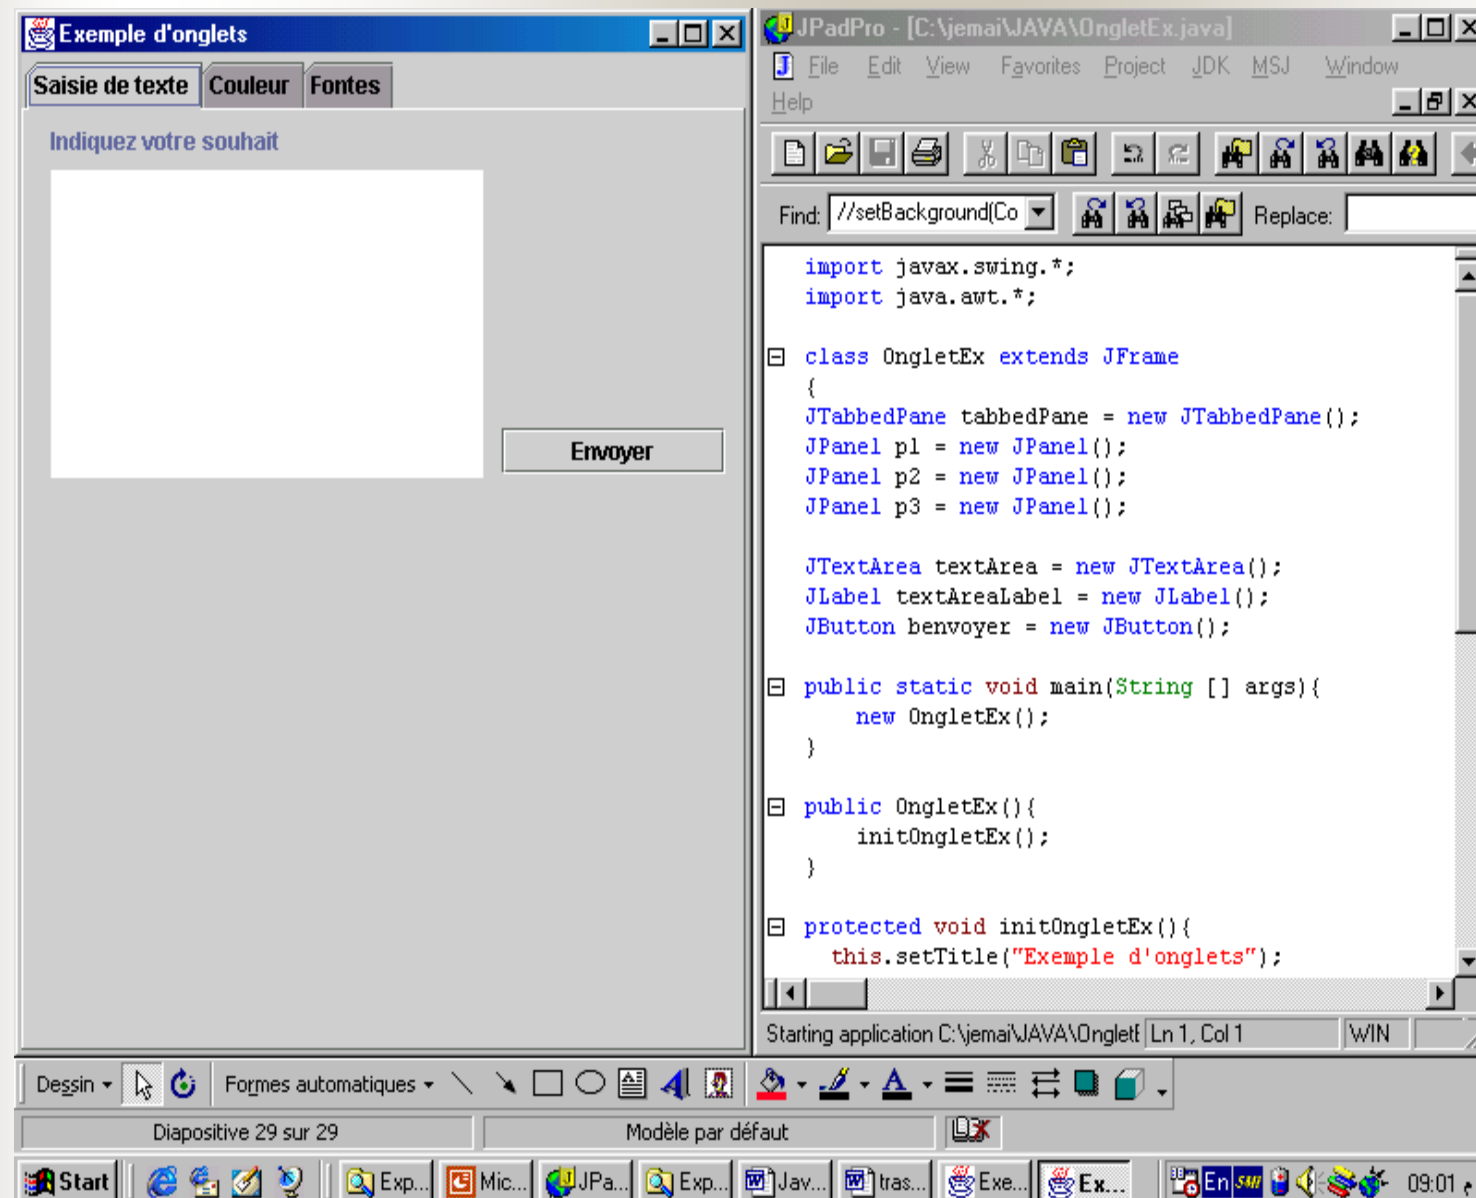 Exemple d'onglets
Saisie de texte Couleur Fontes
Indiquez votre souhait
Envoyer
JPadPro - [C:\jemai\JAVA\OngletEx.java]
File Edit View Favorites Project JDK MSJ Window
Help
Find: //setBackground(Co Replace:
import javax.swing.*;
import java.awt.*;
class OngletEx extends JFrame
{
JTabbedPane tabbedPane = new JTabbedPane();
JPanel p1 = new JPanel();
JPanel p2 = new JPanel();
JPanel p3 = new JPanel();
JTextArea textArea = new JTextArea();
JLabel textAreaLabel = new JLabel();
JButton benvoyer = new JButton();
public static void main(String [] args){
new OngletEx();
}
public OngletEx(){
initOngletEx();
}
protected void initOngletEx(){
this.setTitle("Exemple d'onglets");
Starting application C:\jemai\JAVA\OngletE Ln 1, Col 1 WIN
Dessin Formes automatiques
Diapositive 29 sur 29 Modèle par défaut
Start Exp... Mic... JPa... Exp... Jav... tras... Exe... Ex... En 09:01